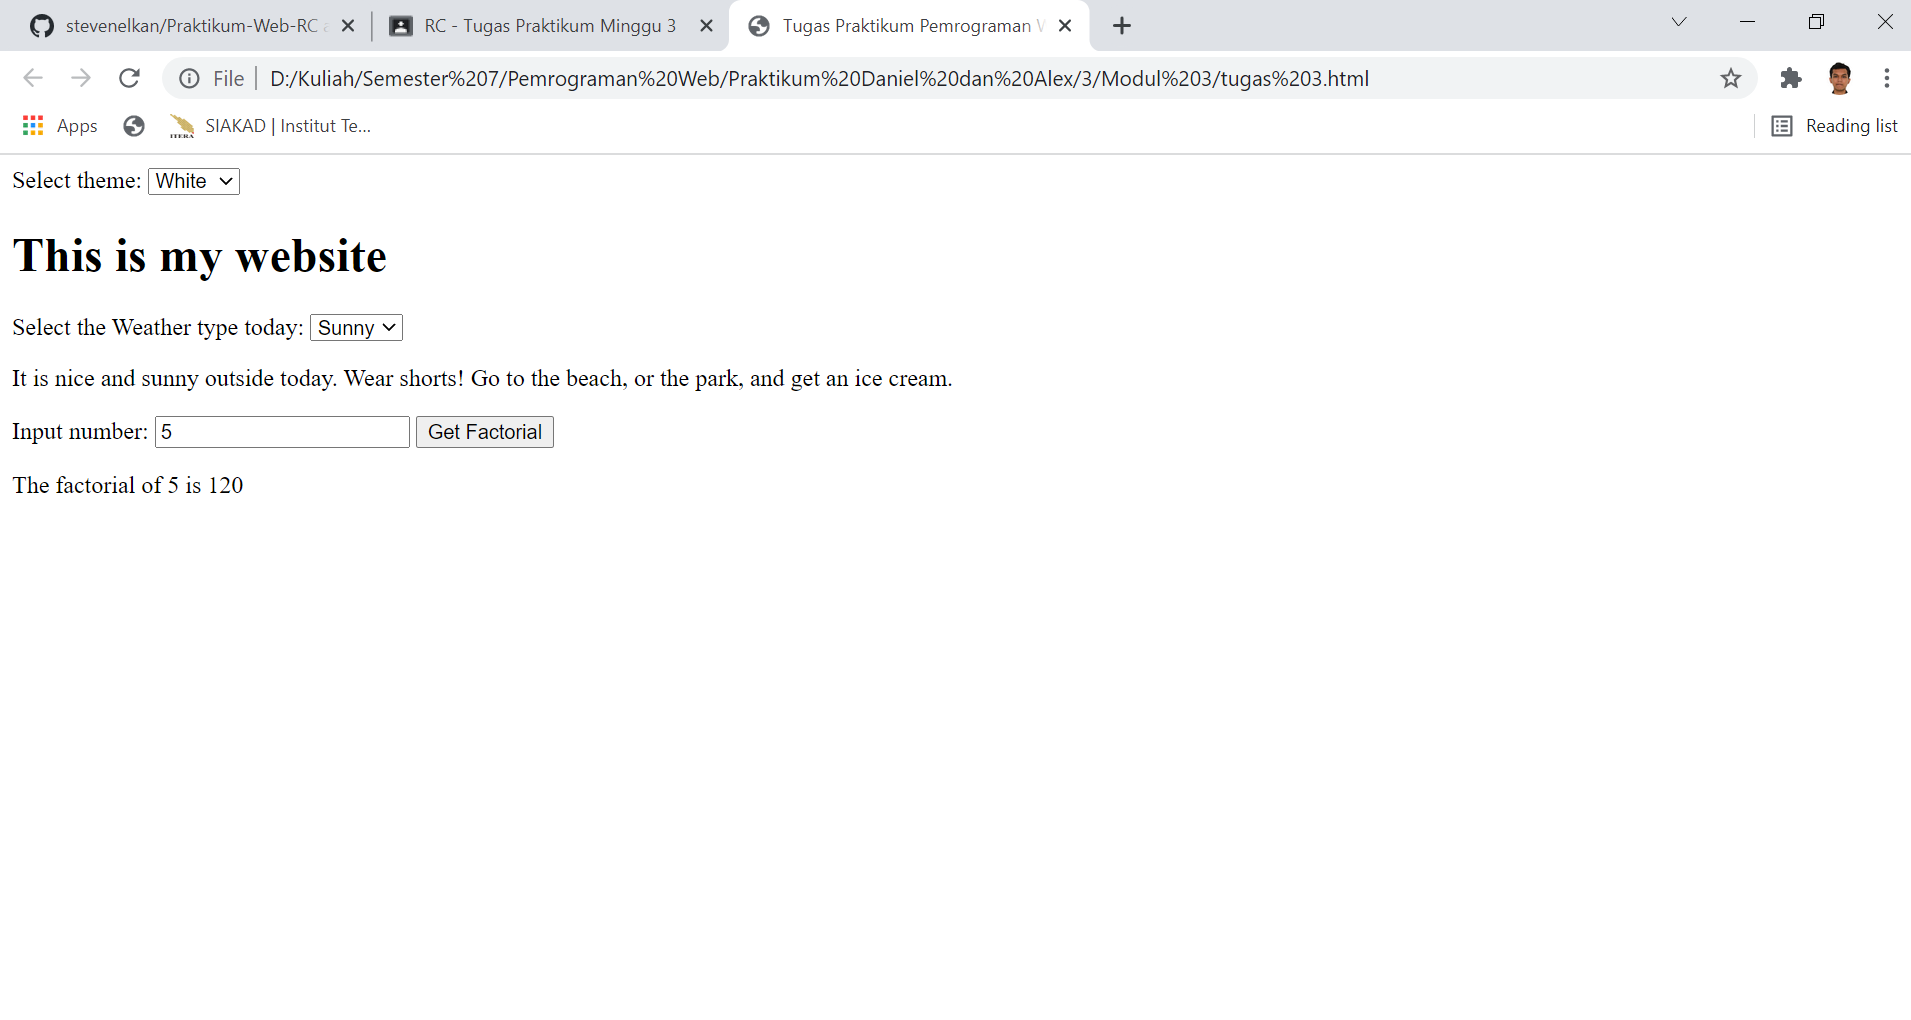 stevenelkan/Praktikum-Web-RC
RC - Tugas Praktikum Minggu 3
Tugas Praktikum Pemrograman
File
D:/Kuliah/Semester%207/Pemrograman%20Web/Praktikum%20Daniel%20dan%20Alex/3/Modul%203/tugas%203.html
Apps
ITERA
SIAKAD | Institut Te...
Reading list
Select theme: White
This is my website
Select the Weather type today: Sunny
It is nice and sunny outside today. Wear shorts! Go to the beach, or the park, and get an ice cream.
Input number: 5 Get Factorial
The factorial of 5 is 120